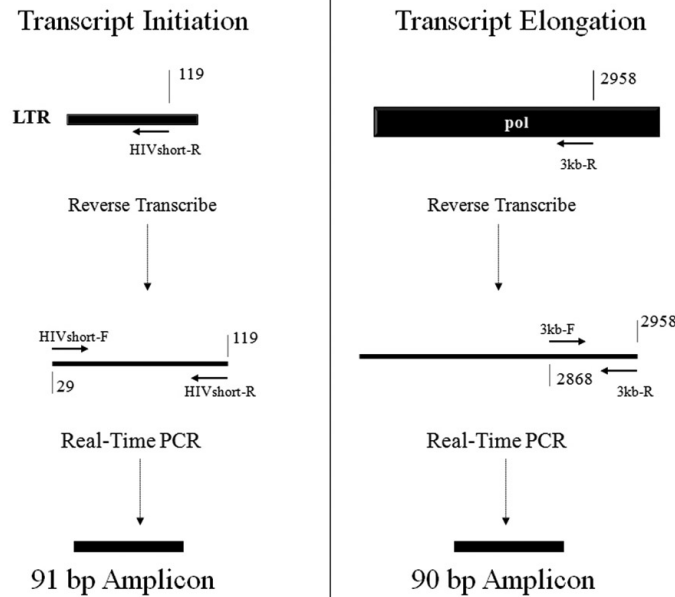 Transcript Initiation
119
LTR
HIVshort-R
Reverse Transcribe
HIVshort-F
119
29
HIVshort-R
Real-Time PCR
91 bp Amplicon
Transcript Elongation
2958
pol
3kb-R
Reverse Transcribe
3kb-F
2958
2868
3kb-R
Real-Time PCR
90 bp Amplicon